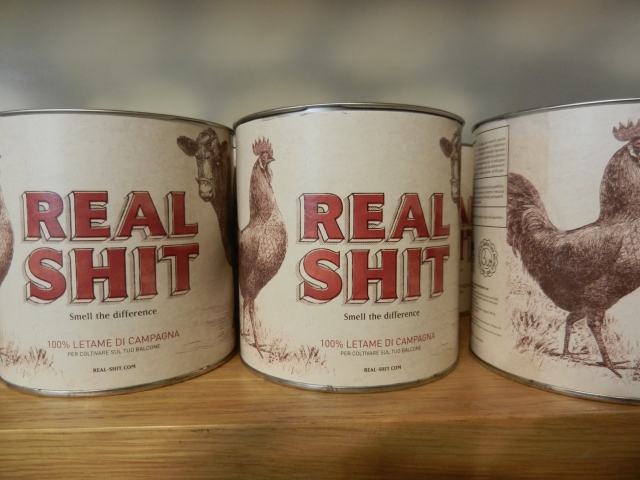 REAL
SHIT
Smell the difference
100% LETAME DI CAMPAGNA
PER COLTIVARE SUL TUO BALCONE
REAL-SHIT.COM
REAL
SHIT
Smell the difference
100% LETAME DI CAMPAGNA
PER COLTIVARE SUL TUO BALCONE
REAL-SHIT.COM